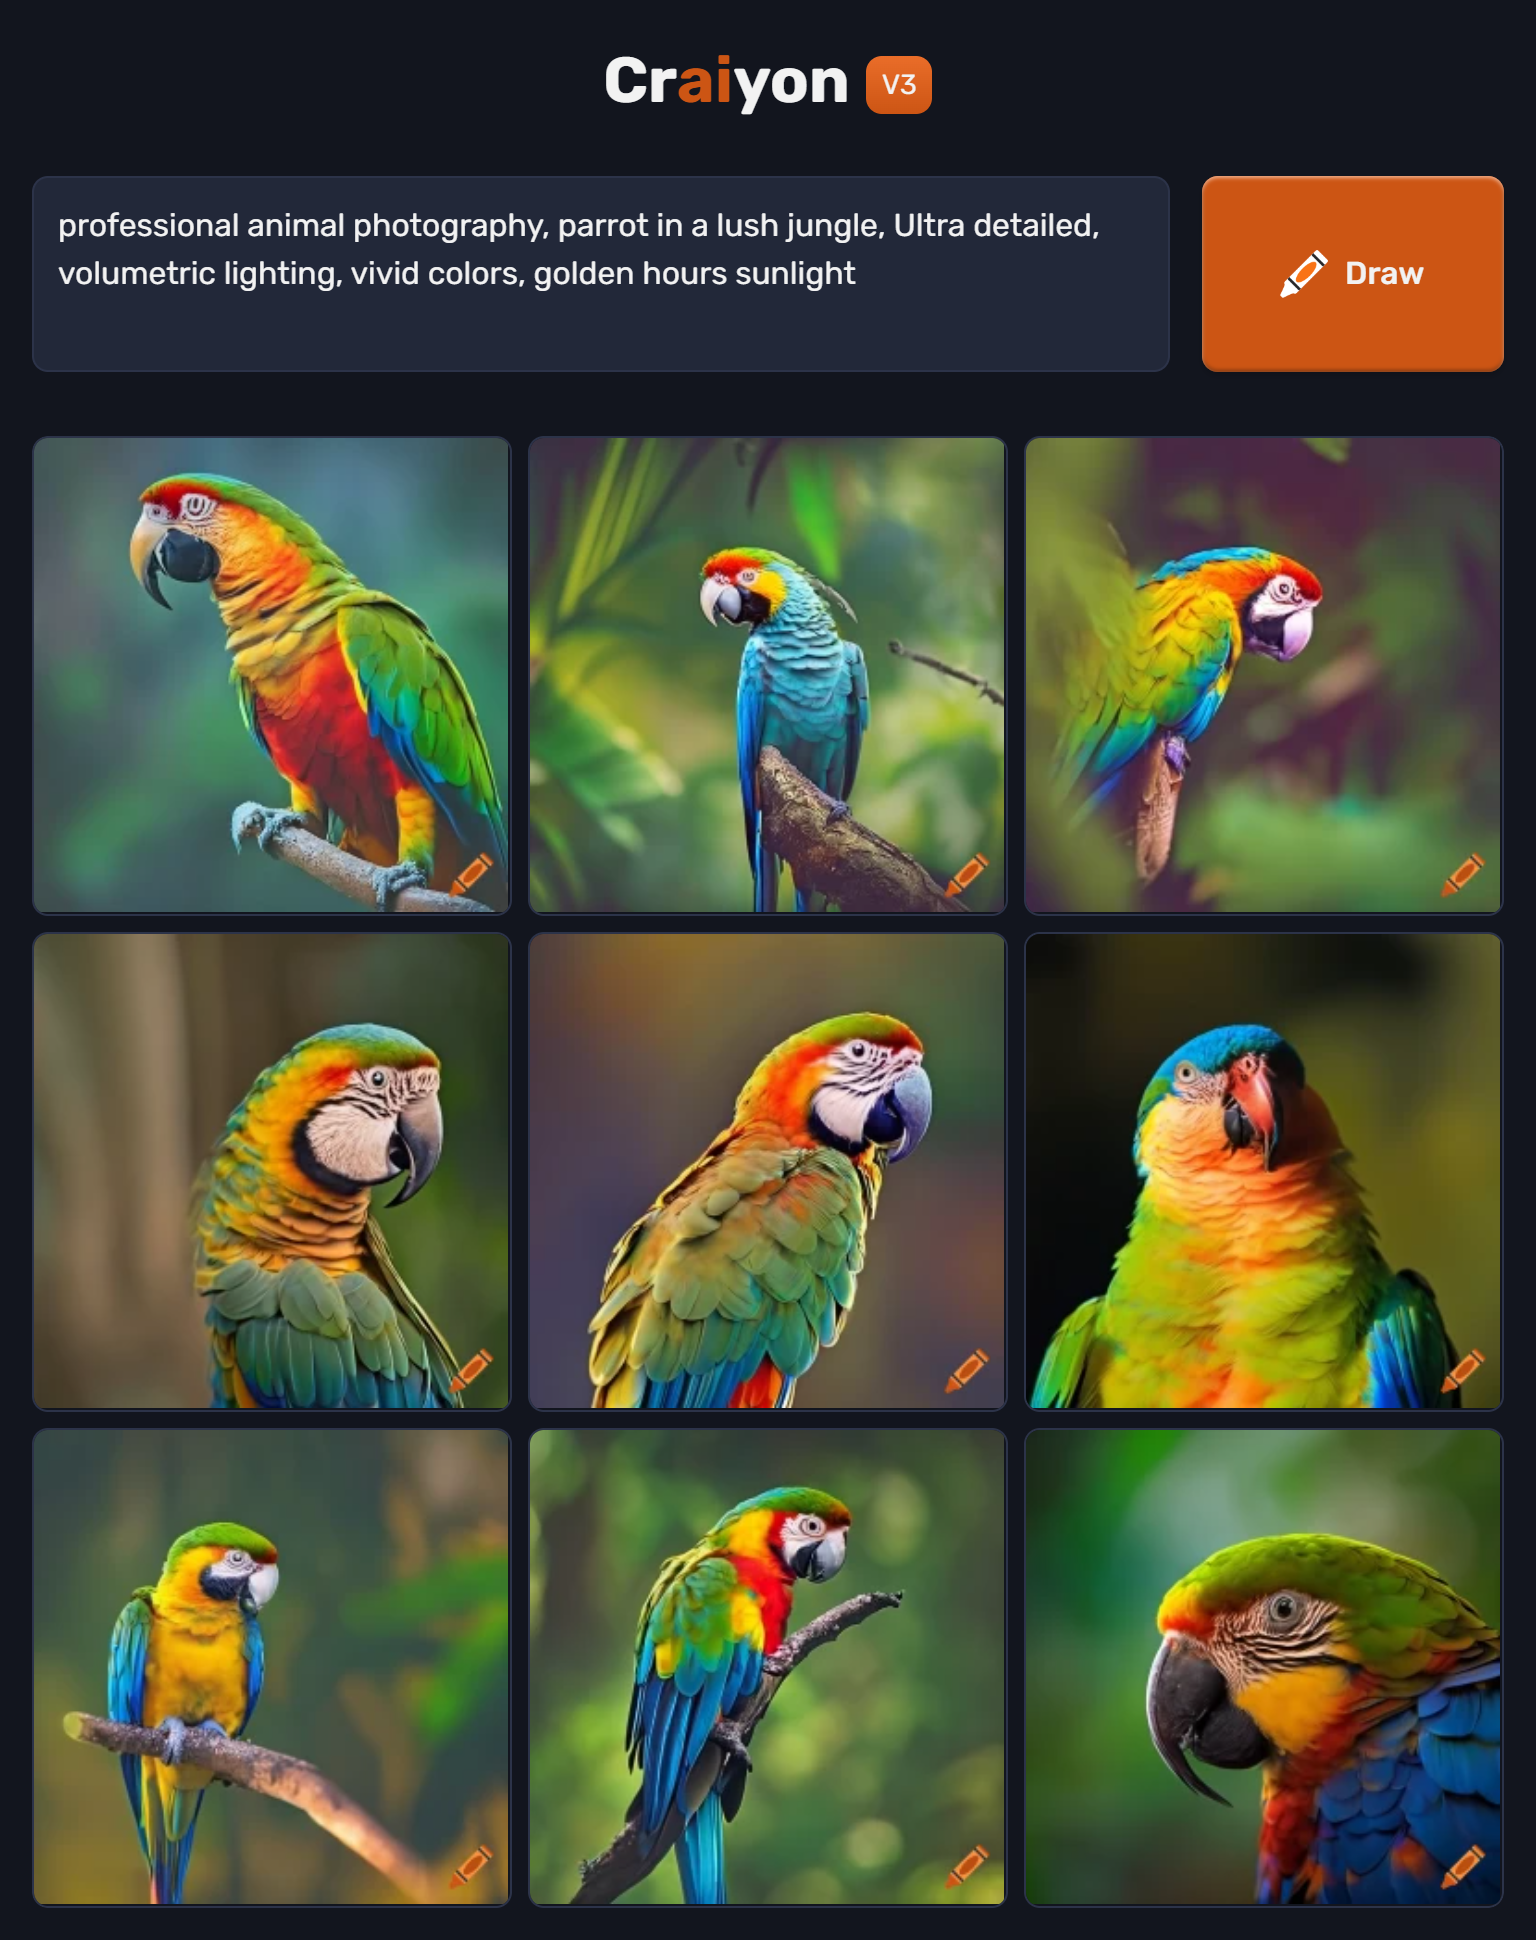 Craiyon V3
professional animal photography, parrot in a lush jungle, Ultra detailed,
volumetric lighting, vivid colors, golden hours sunlight
Draw